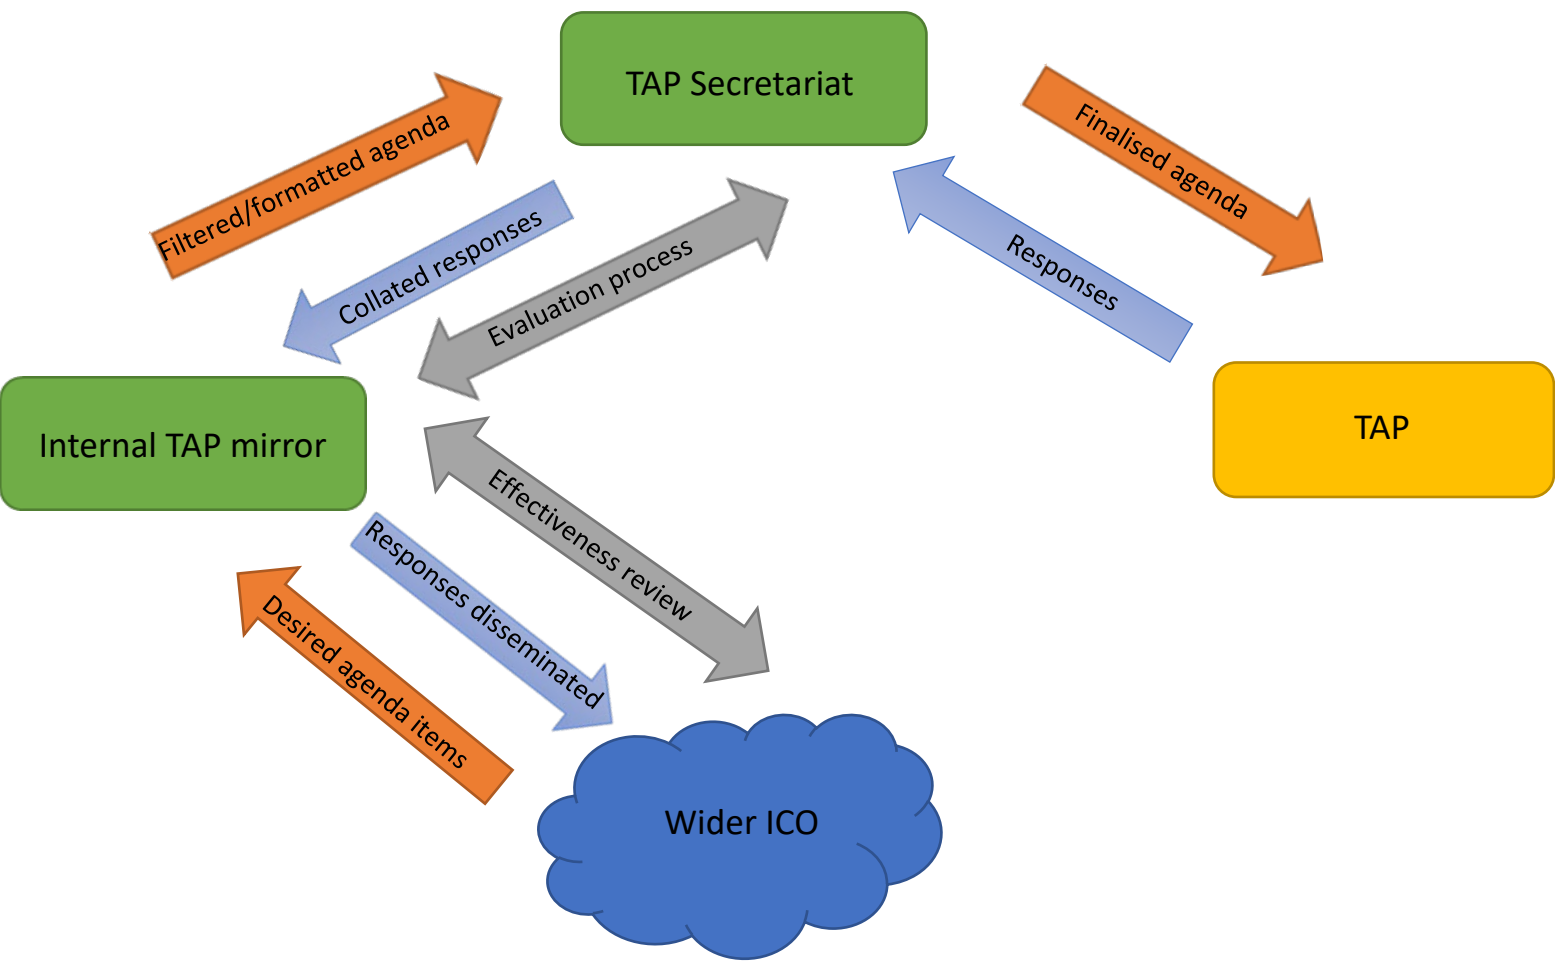 TAP Secretariat
Filtered/formatted agenda
Finalised agenda
Collated responses
Evaluation process
Responses
Internal TAP mirror
TAP
Effectiveness review
Responses disseminated
Desired agenda items
Wider ICO